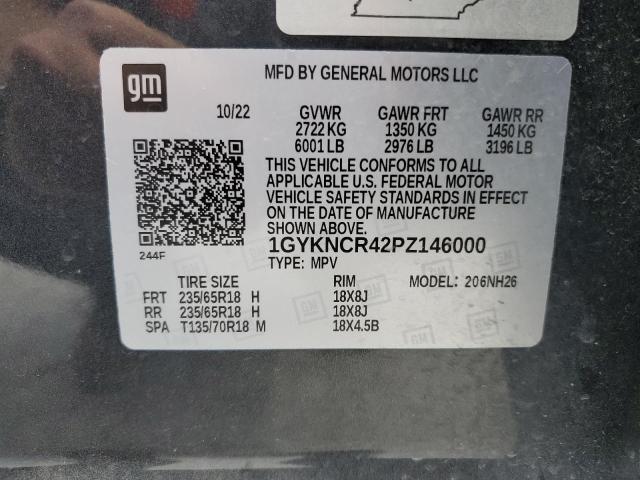 gm
MFD BY GENERAL MOTORS LLC
10/22 GVWR GAWR FRT GAWR RR
2722 KG 1350 KG 1450 KG
6001 LB 2976 LB 3196 LB
THIS VEHICLE CONFORMS TO ALL
APPLICABLE U.S. FEDERAL MOTOR
VEHICLE SAFETY STANDARDS IN EFFECT
ON THE DATE OF MANUFACTURE
SHOWN ABOVE.
1GYKNCR42PZ146000
244F
TYPE: MPV
TIRE SIZE RIM MODEL: 206NH26
FRT 235/65R18 H 18X8J
RR 235/65R18 H 18X8J
SPA T135/70R18 M 18X4.5B